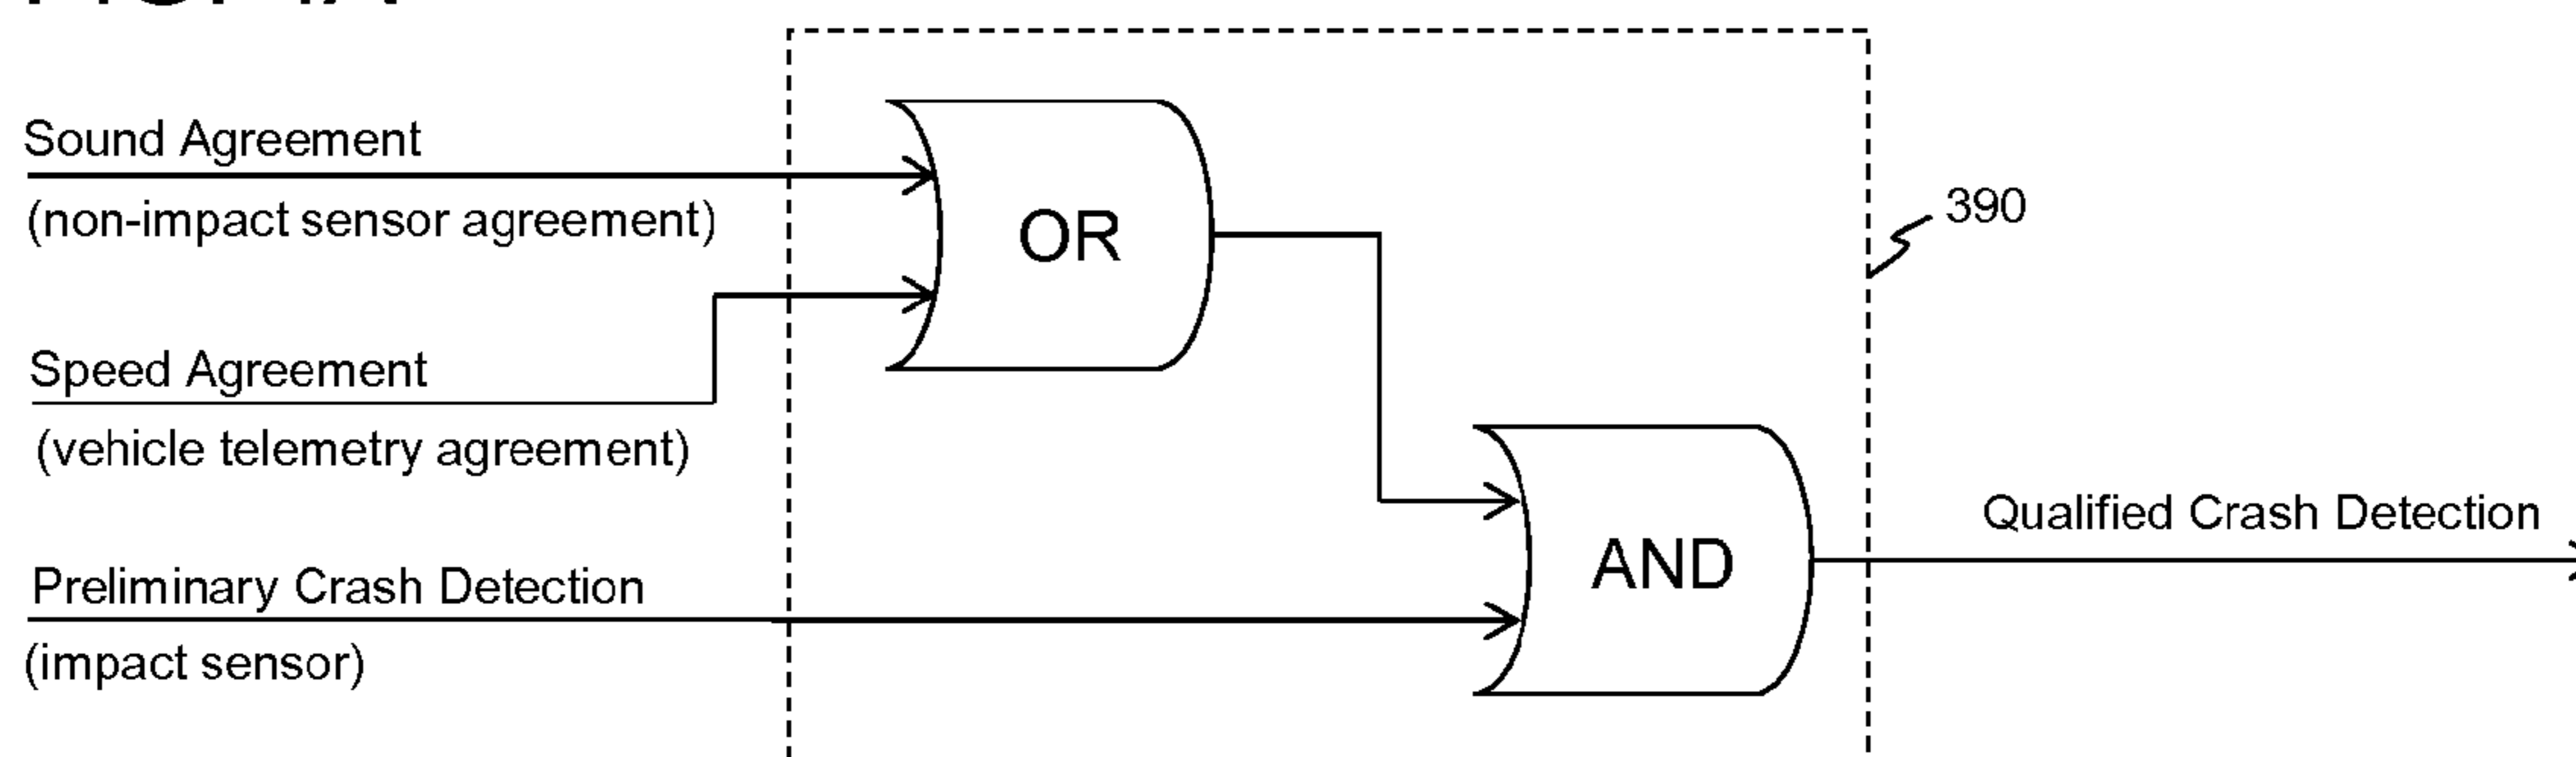 Sound Agreement
(non-impact sensor agreement)
OR
390
Speed Agreement
(vehicle telemetry agreement)
Qualified Crash Detection
AND
Preliminary Crash Detection
(impact sensor)